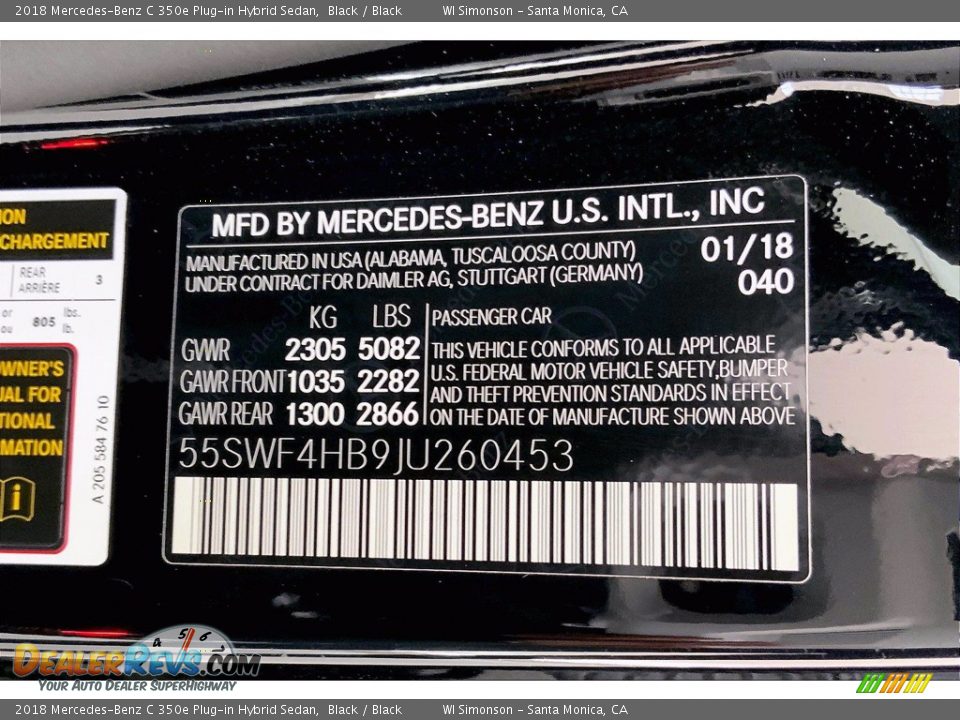 2018 Mercedes-Benz C 350e Plug-in Hybrid Sedan, Black / Black WI Simonson - Santa Monica, CA
ION
CHARGEMENT
REAR
ARRIÈRE 3
or
ou 805 lbs.
lb.
OWNER'S
UAL FOR
TIONAL
MATION
i
A 205 584 76 10
MFD BY MERCEDES-BENZ U.S. INTL., INC
MANUFACTURED IN USA (ALABAMA, TUSCALOOSA COUNTY) 01/18
UNDER CONTRACT FOR DAIMLER AG, STUTTGART (GERMANY) 040
KG LBS PASSENGER CAR
GVWR 2305 5082
GAWR FRONT 1035 2282
GAWR REAR 1300 2866
THIS VEHICLE CONFORMS TO ALL APPLICABLE
U.S. FEDERAL MOTOR VEHICLE SAFETY,BUMPER
AND THEFT PREVENTION STANDARDS IN EFFECT
ON THE DATE OF MANUFACTURE SHOWN ABOVE
55SWF4HB9JU260453
4 5 6
DEALERREVS.COM
YOUR AUTO DEALER SUPERHIGHWAY
2018 Mercedes-Benz C 350e Plug-in Hybrid Sedan, Black / Black WI Simonson - Santa Monica, CA